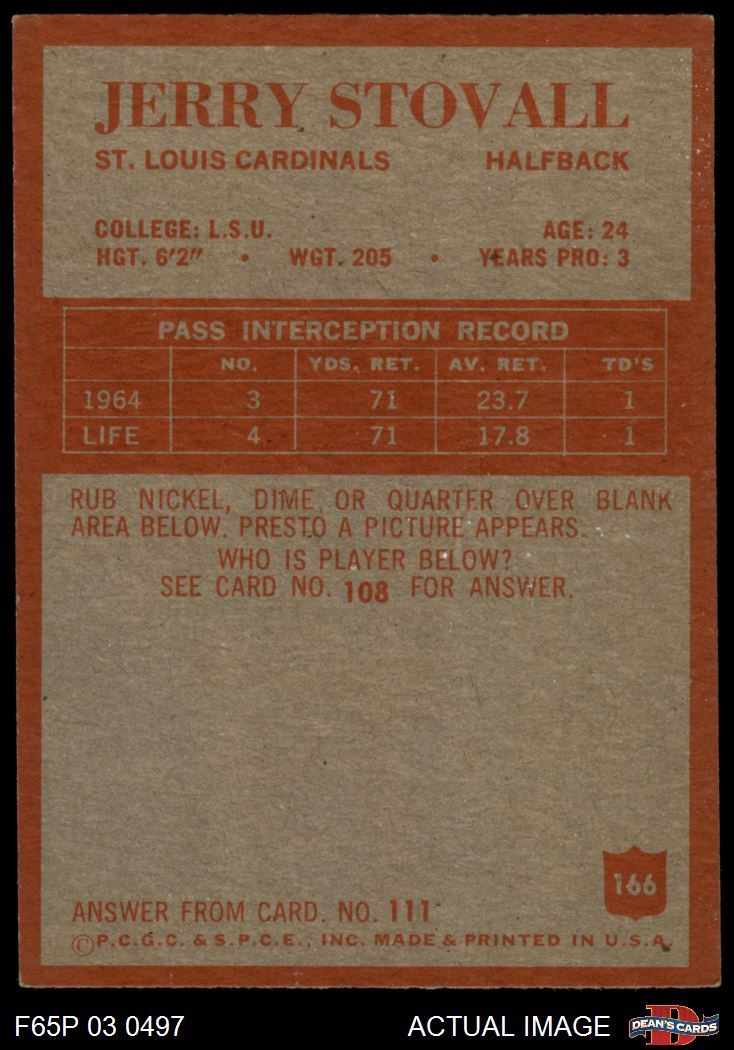 JERRY STOVALL
ST. LOUIS CARDINALS HALFBACK
COLLEGE: L.S.U. AGE: 24
HGT. 6'2" • WGT. 205 • YEARS PRO: 3
PASS INTERCEPTION RECORD
NO. YDS. RET. AV. RET. TD'S
1964 3 71 23.7 1
LIFE 4 71 17.8 1
RUB NICKEL, DIME OR QUARTER OVER BLANK
AREA BELOW. PRESTO A PICTURE APPEARS.
WHO IS PLAYER BELOW?
SEE CARD NO. 108 FOR ANSWER.
166
ANSWER FROM CARD. NO. 111
©P.C.G.C. & S.P.C.E., INC. MADE & PRINTED IN U.S.A.
F65P 03 0497 ACTUAL IMAGE
D
DEAN'S CARDS